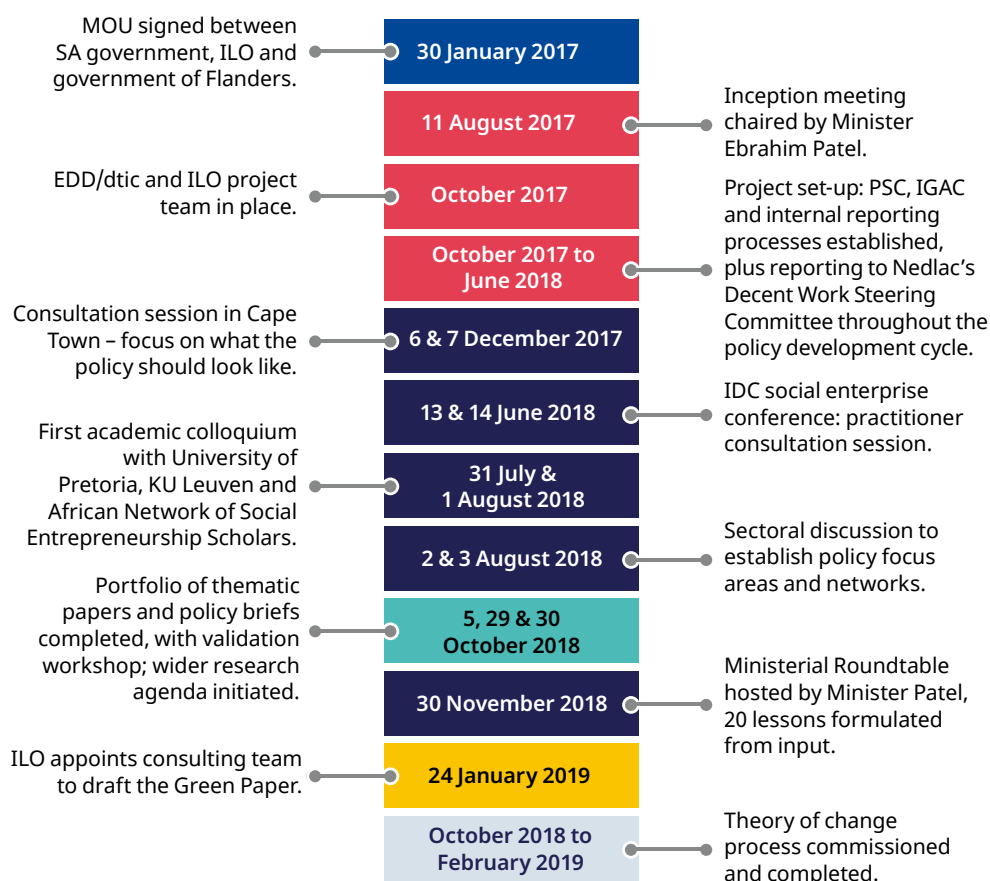 MOU signed between
SA government, ILO and
government of Flanders.
30 January 2017
11 August 2017
Inception meeting
chaired by Minister
Ebrahim Patel.
EDD/dtic and ILO project
team in place.
October 2017
October 2017 to
June 2018
Project set-up: PSC, IGAC
and internal reporting
processes established,
plus reporting to Nedlac’s
Decent Work Steering
Committee throughout the
policy development cycle.
Consultation session in Cape
Town – focus on what the
policy should look like.
6 & 7 December 2017
13 & 14 June 2018
IDC social enterprise
conference: practitioner
consultation session.
First academic colloquium
with University of
Pretoria, KU Leuven and
African Network of Social
Entrepreneurship Scholars.
31 July &
1 August 2018
2 & 3 August 2018
Sectoral discussion to
establish policy focus
areas and networks.
Portfolio of thematic
papers and policy briefs
completed, with validation
workshop; wider research
agenda initiated.
5, 29 & 30
October 2018
30 November 2018
Ministerial Roundtable
hosted by Minister Patel,
20 lessons formulated
from input.
ILO appoints consulting team
to draft the Green Paper.
24 January 2019
October 2018 to
February 2019
Theory of change
process commissioned
and completed.